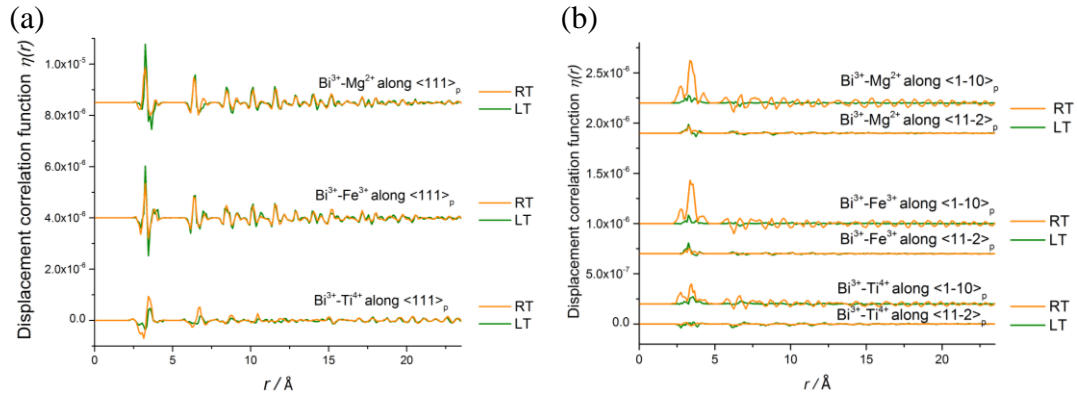 (a)
Displacement correlation function η(r)
1.0x10⁻⁵
8.0x10⁻⁶
6.0x10⁻⁶
4.0x10⁻⁶
2.0x10⁻⁶
0.0
Bi³⁺-Mg²⁺ along <111>ₚ
RT
LT
Bi³⁺-Fe³⁺ along <111>ₚ
RT
LT
Bi³⁺-Ti⁴⁺ along <111>ₚ
RT
LT
0 5 10 15 20
r / Å
(b)
Displacement correlation function η(r)
2.5x10⁻⁶
2.0x10⁻⁶
1.5x10⁻⁶
1.0x10⁻⁶
5.0x10⁻⁷
0.0
Bi³⁺-Mg²⁺ along <1-10>ₚ
RT
LT
Bi³⁺-Mg²⁺ along <11-2>ₚ
Bi³⁺-Fe³⁺ along <1-10>ₚ
RT
LT
Bi³⁺-Fe³⁺ along <11-2>ₚ
Bi³⁺-Ti⁴⁺ along <1-10>ₚ
RT
LT
Bi³⁺-Ti⁴⁺ along <11-2>ₚ
0 5 10 15 20
r / Å